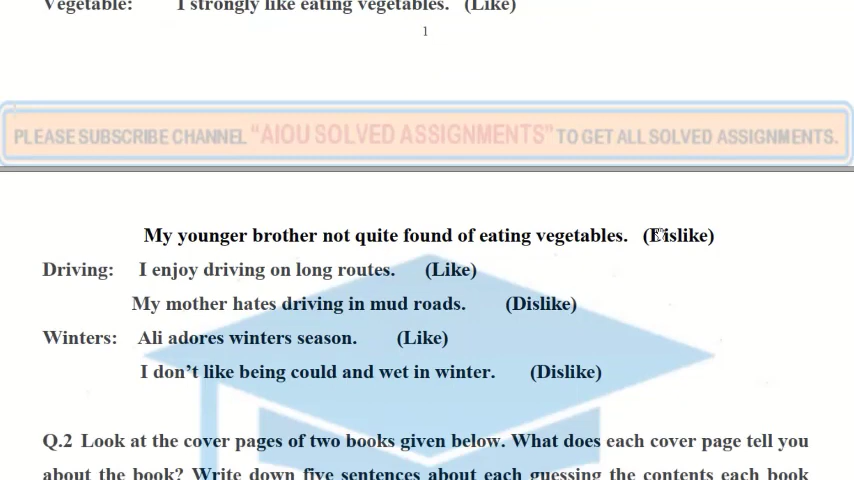 Vegetable: I strongly like eating vegetables. (Like)
1
PLEASE SUBSCRIBE CHANNEL "AIOU SOLVED ASSIGNMENTS" TO GET ALL SOLVED ASSIGNMENTS.
My younger brother not quite found of eating vegetables. (Dislike)
Driving: I enjoy driving on long routes. (Like)
My mother hates driving in mud roads. (Dislike)
Winters: Ali adores winters season. (Like)
I don't like being could and wet in winter. (Dislike)
Q.2 Look at the cover pages of two books given below. What does each cover page tell you
about the book? Write down five sentences about each guessing the contents each book